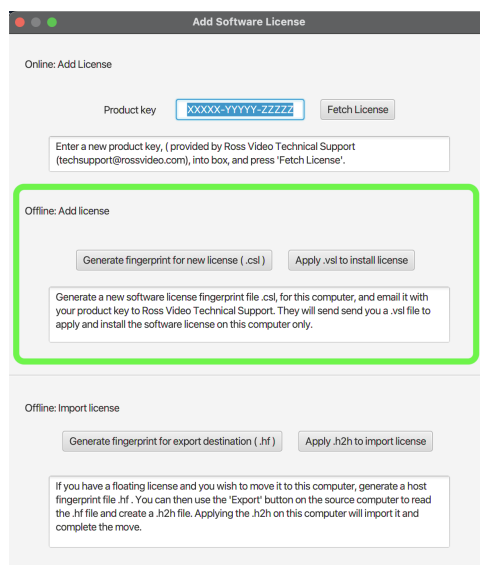 Add Software License
Online: Add License
Product key XXXXX-YYYYY-ZZZZZ Fetch License
Enter a new product key, ( provided by Ross Video Technical Support
(techsupport@rossvideo.com), into box, and press 'Fetch License'.
Offline: Add license
Generate fingerprint for new license ( .csl ) Apply .vsl to install license
Generate a new software license fingerprint file .csl, for this computer, and email it with
your product key to Ross Video Technical Support. They will send send you a .vsl file to
apply and install the software license on this computer only.
Offline: Import license
Generate fingerprint for export destination ( .hf ) Apply .h2h to import license
If you have a floating license and you wish to move it to this computer, generate a host
fingerprint file .hf . You can then use the 'Export' button on the source computer to read
the .hf file and create a .h2h file. Applying the .h2h on this computer will import it and
complete the move.